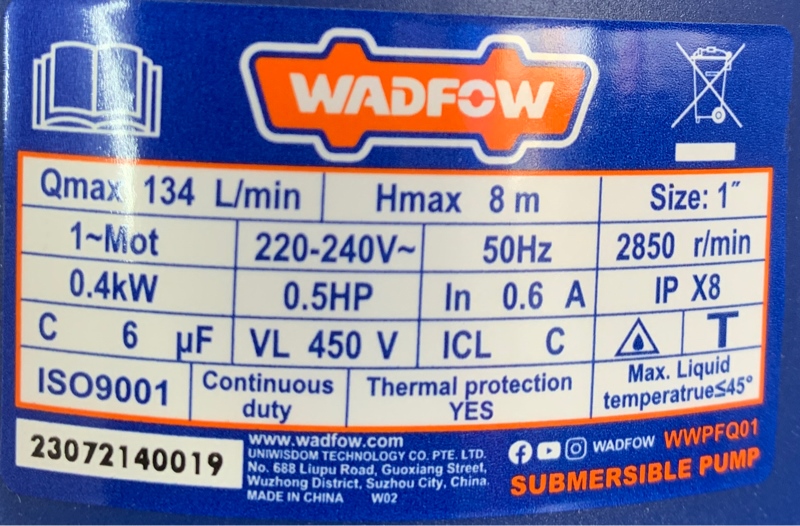 WADFOW
Qmax 134 L/min Hmax 8 m Size: 1″
1~Mot 220-240V~ 50Hz 2850 r/min
0.4kW 0.5HP In 0.6 A IP X8
C 6 µF VL 450 V ICL C T
ISO9001 Continuous duty Thermal protection YES Max. Liquid temperatrue≤45°
23072140019
www.wadfow.com
UNIWISDOM TECHNOLOGY CO. PTE. LTD.
No. 688 Liupu Road, Guoxiang Street,
Wuzhong District, Suzhou City, China.
MADE IN CHINA W02
WADFOW WWPFQ01
SUBMERSIBLE PUMP